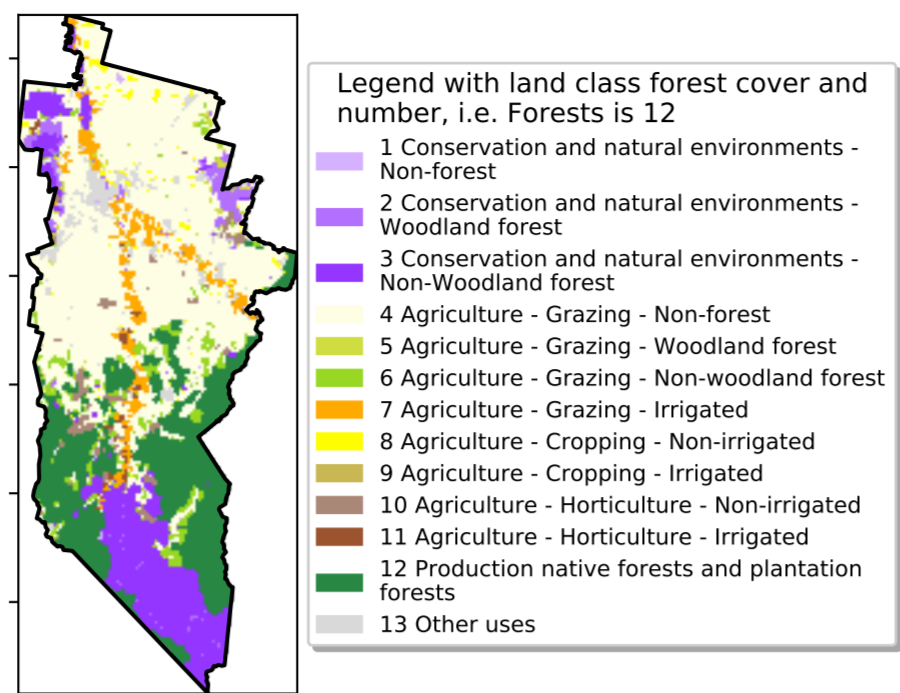 Legend with land class forest cover and
number, i.e. Forests is 12
1 Conservation and natural environments -
Non-forest
2 Conservation and natural environments -
Woodland forest
3 Conservation and natural environments -
Non-Woodland forest
4 Agriculture - Grazing - Non-forest
5 Agriculture - Grazing - Woodland forest
6 Agriculture - Grazing - Non-woodland forest
7 Agriculture - Grazing - Irrigated
8 Agriculture - Cropping - Non-irrigated
9 Agriculture - Cropping - Irrigated
10 Agriculture - Horticulture - Non-irrigated
11 Agriculture - Horticulture - Irrigated
12 Production native forests and plantation
forests
13 Other uses